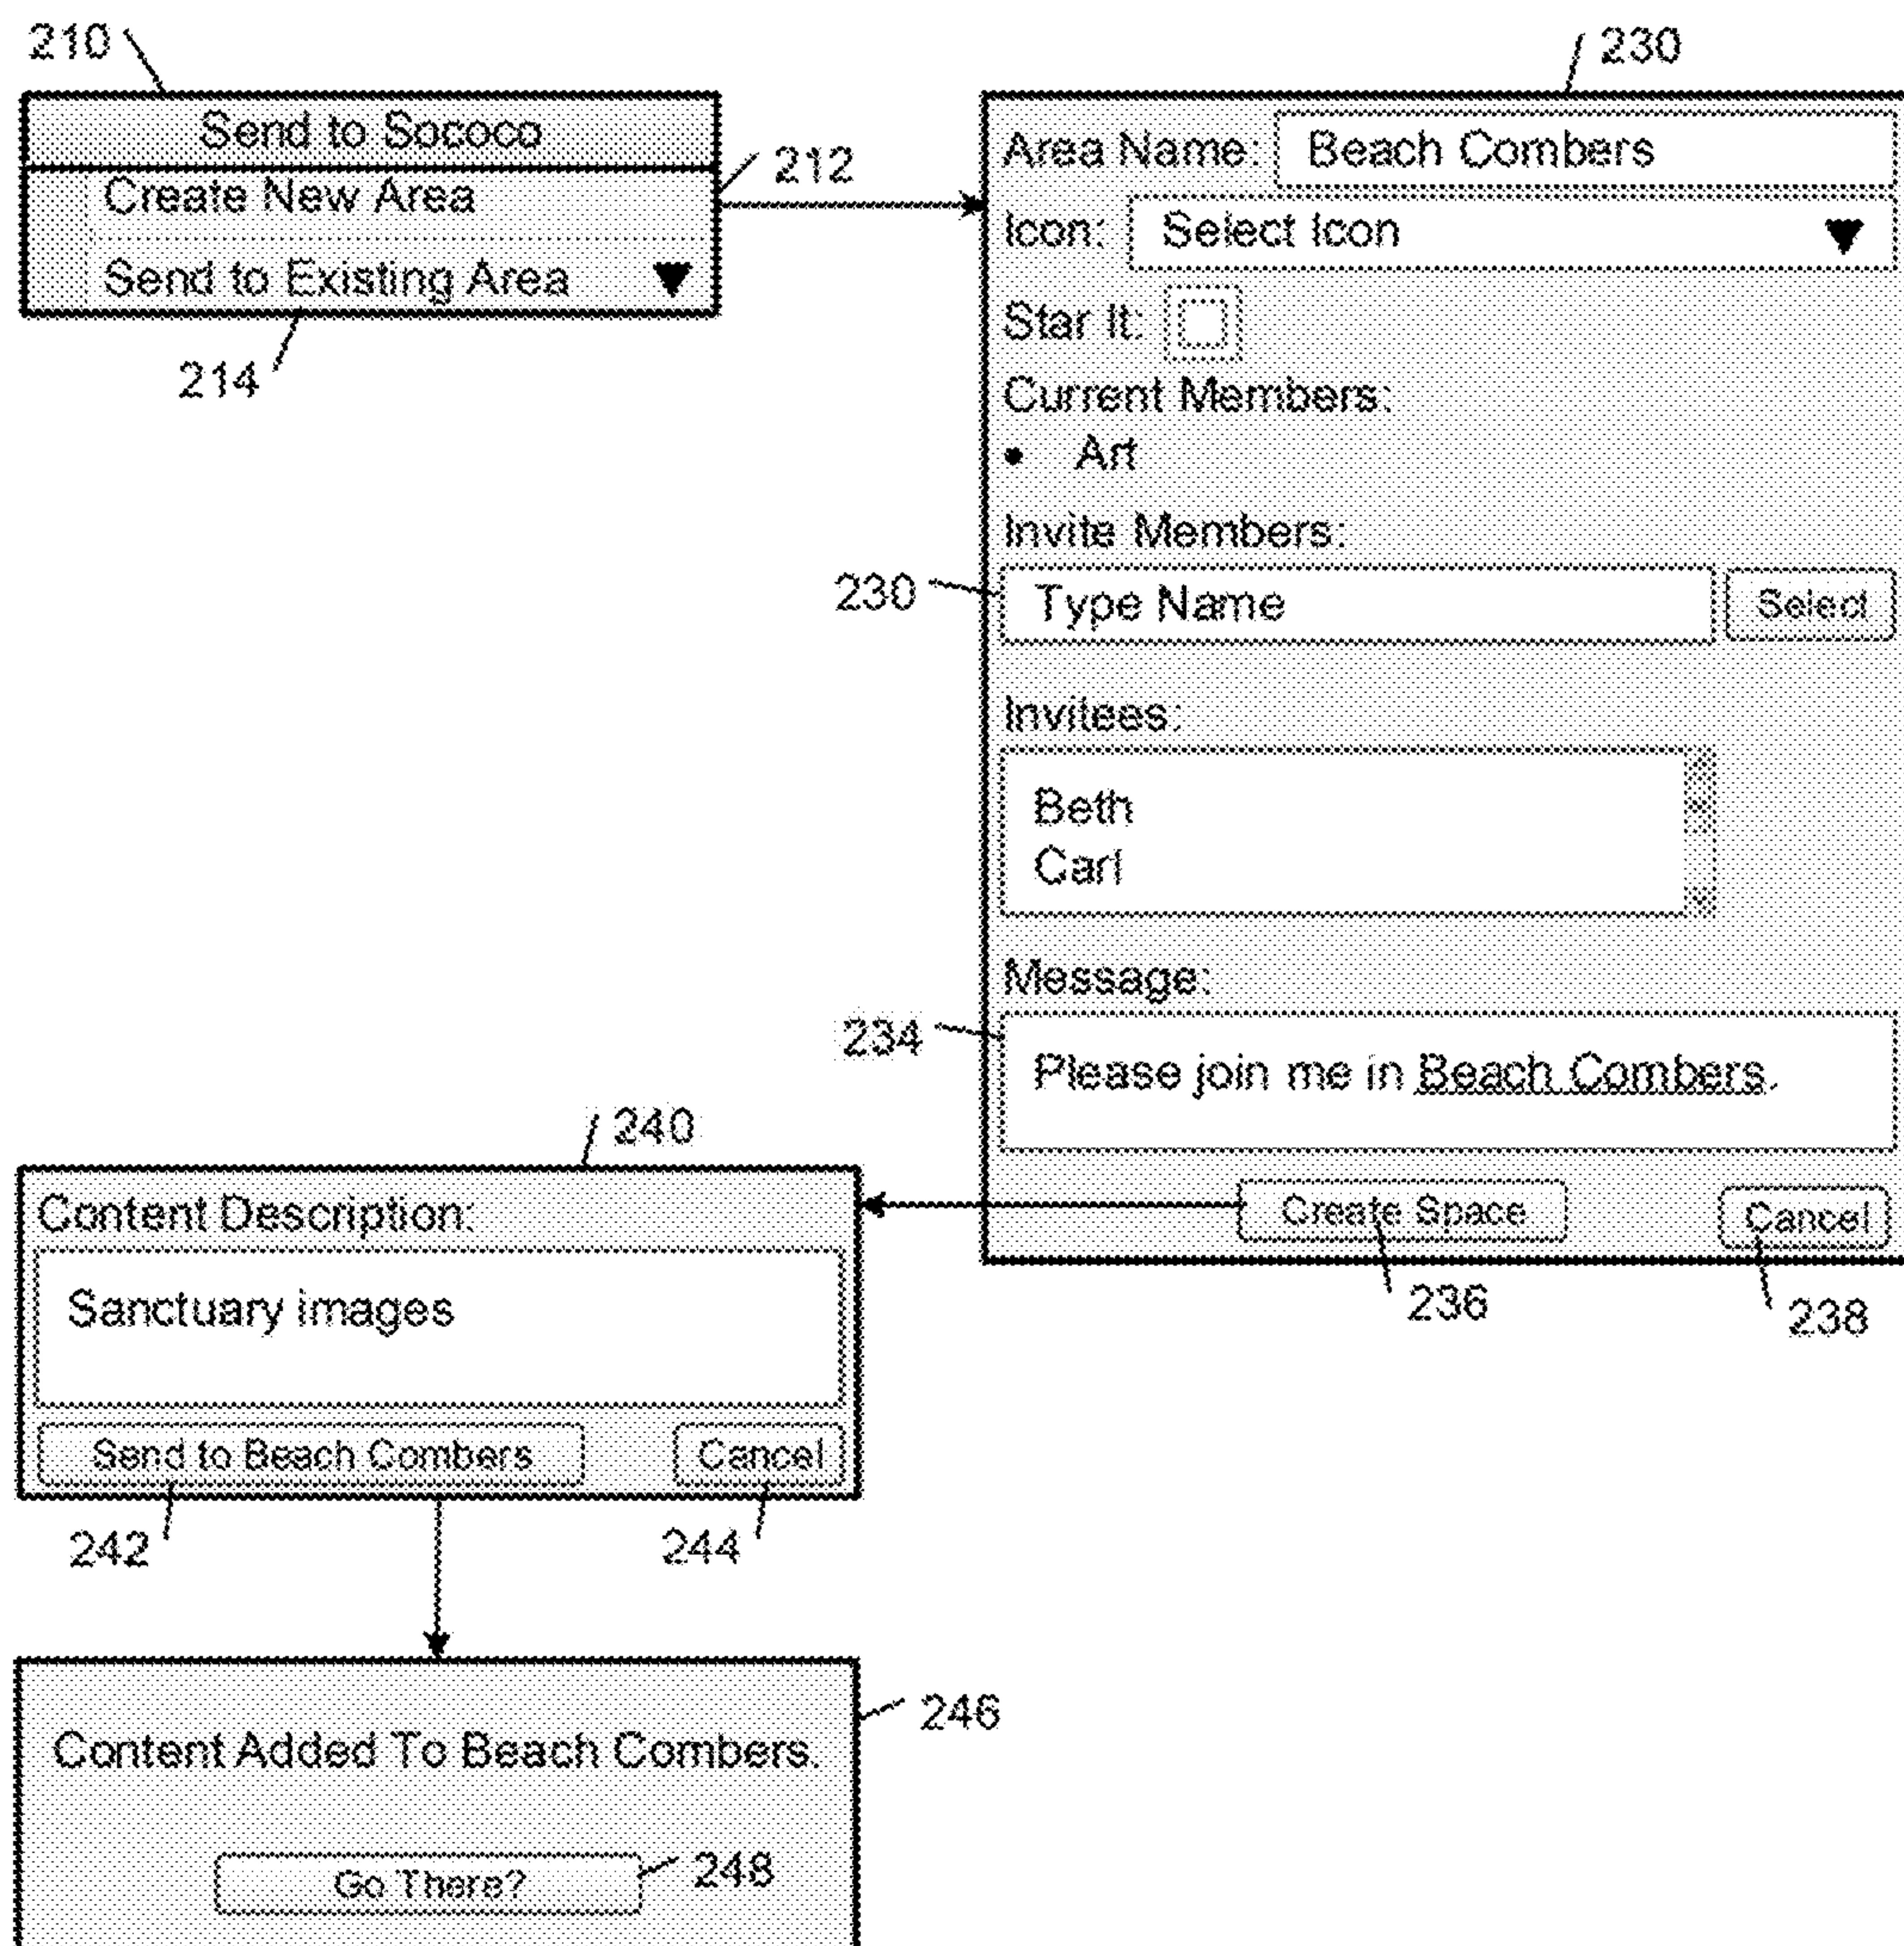 210
Send to Sococo
Create New Area
212
Send to Existing Area
214
230
Area Name: Beach Combers
Icon: Select Icon
Star It:
Current Members:
• Art
Invite Members:
230
Type Name
Select
Invitees:
Beth
Carl
Message:
234
Please join me in Beach Combers.
Create Space
Cancel
236
238
240
Content Description:
Sanctuary images
Send to Beach Combers
Cancel
242
244
246
Content Added To Beach Combers.
Go There?
248